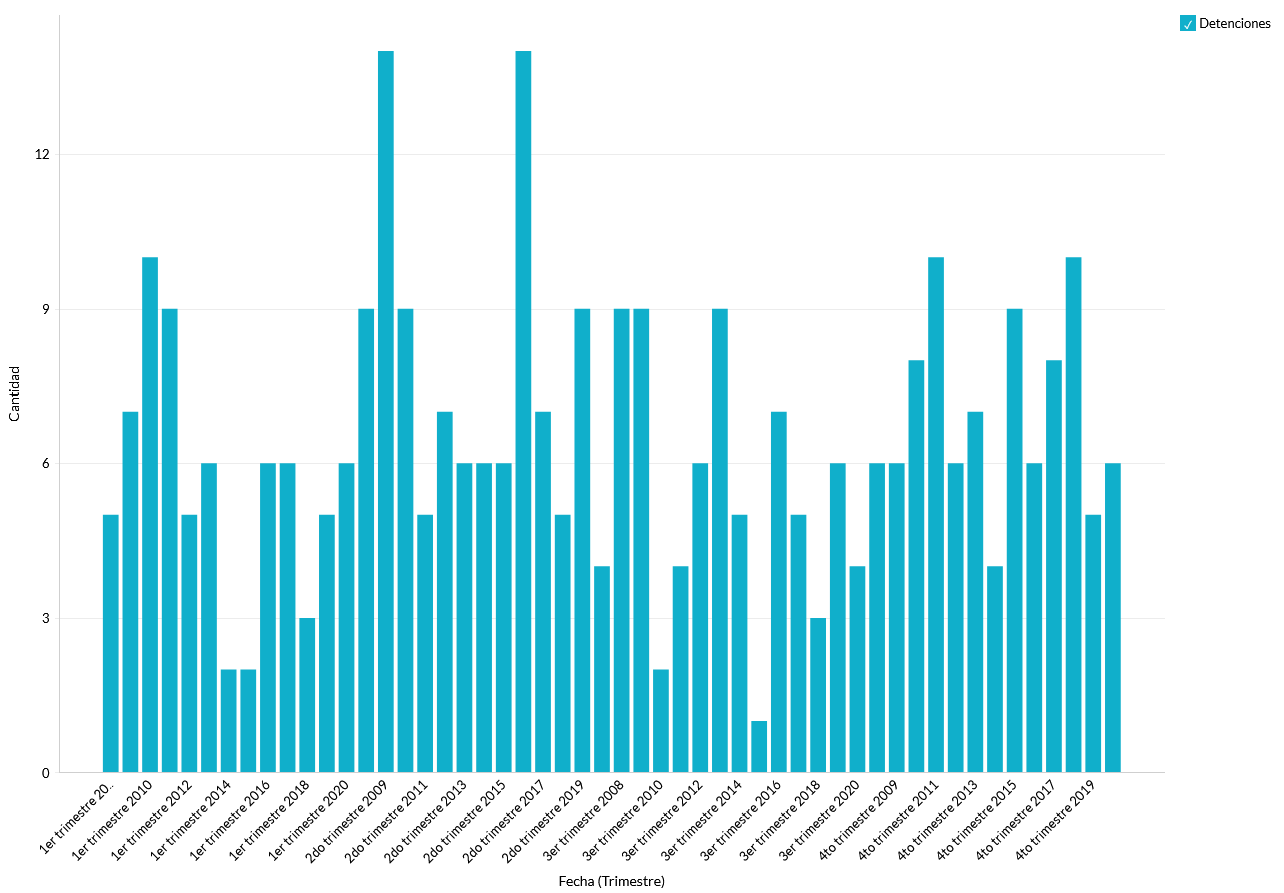 Detenciones
12
9
6
3
0
Cantidad
1er trimestre 20..
1er trimestre 2010
1er trimestre 2012
1er trimestre 2014
1er trimestre 2016
1er trimestre 2018
1er trimestre 2020
2do trimestre 2009
2do trimestre 2011
2do trimestre 2013
2do trimestre 2015
2do trimestre 2017
2do trimestre 2019
3er trimestre 2008
3er trimestre 2010
3er trimestre 2012
3er trimestre 2014
3er trimestre 2016
3er trimestre 2018
3er trimestre 2020
4to trimestre 2009
4to trimestre 2011
4to trimestre 2013
4to trimestre 2015
4to trimestre 2017
4to trimestre 2019
Fecha (Trimestre)